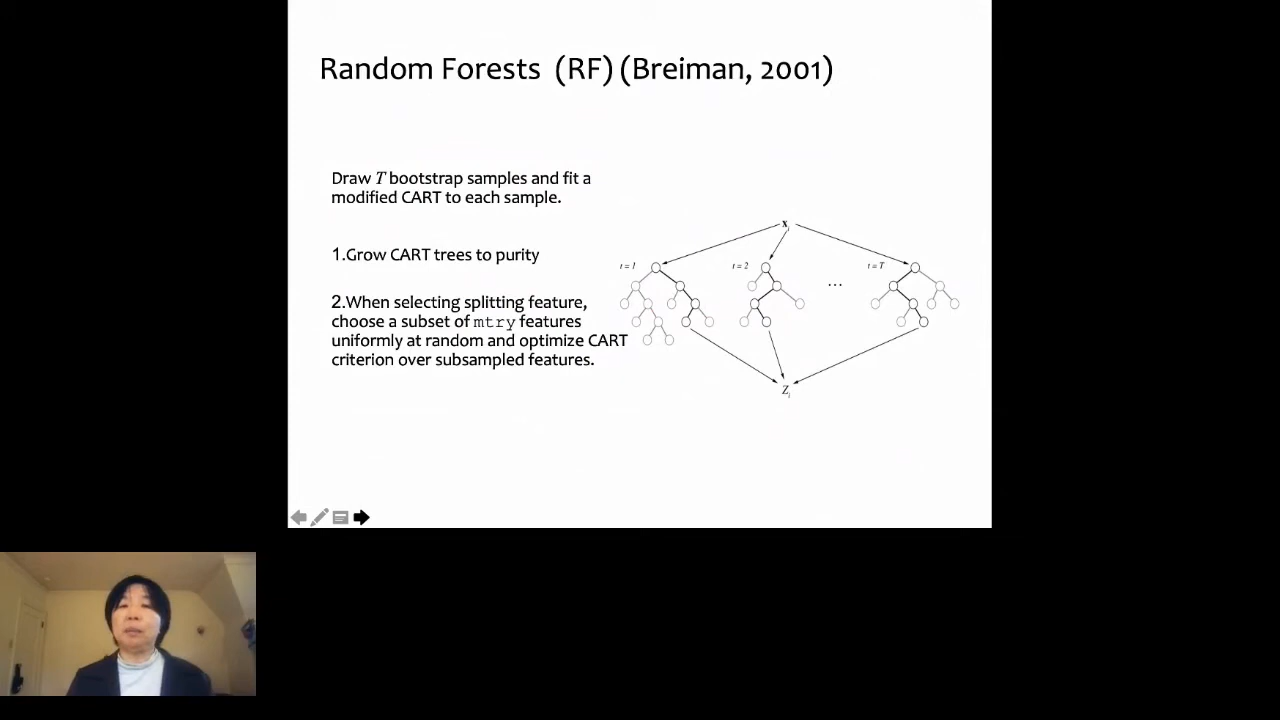 Random Forests (RF) (Breiman, 2001)
Draw T bootstrap samples and fit a
modified CART to each sample.
1.Grow CART trees to purity
2.When selecting splitting feature,
choose a subset of mtry features
uniformly at random and optimize CART
criterion over subsampled features.
x_i
t = 1
t = 2
...
t = T
Z_i